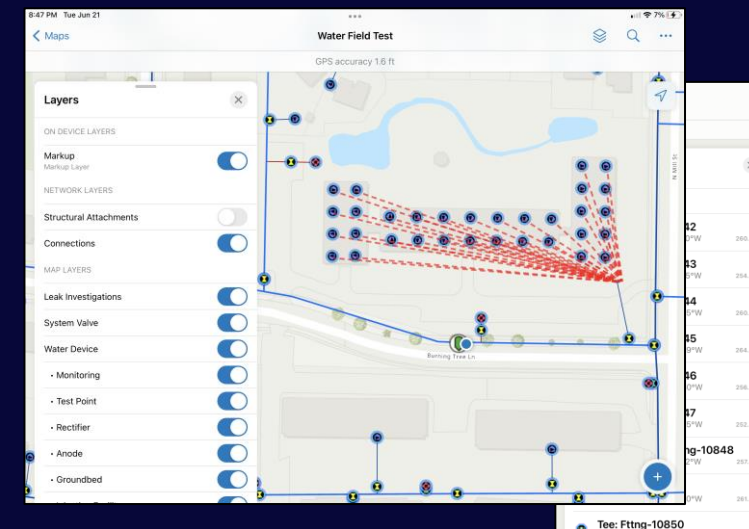 8:47 PM Tue Jun 21
7%
Maps
Water Field Test
GPS accuracy 1.6 ft
Layers
ON DEVICE LAYERS
Markup
Markup Layer
NETWORK LAYERS
Structural Attachments
Connections
MAP LAYERS
Leak Investigations
System Valve
Water Device
• Monitoring
• Test Point
• Rectifier
• Anode
• Groundbed
N Mill St
Burning Tree Ln
42
43
44
45
46
47
ng-10848
Tee: Fttng-10850